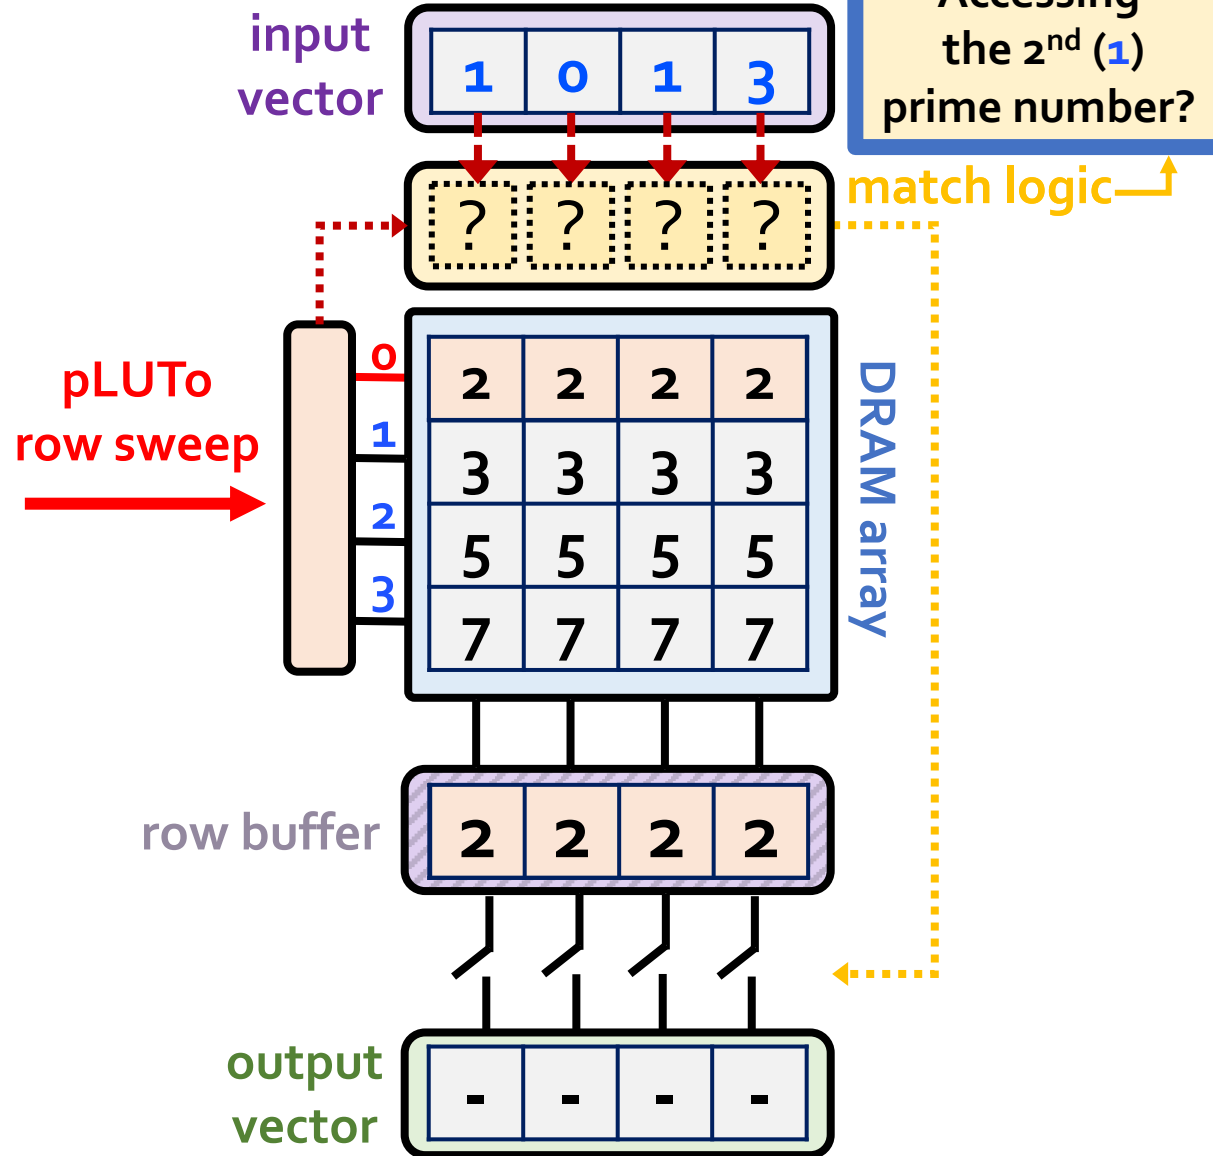 Accessing
the 2nd (1)
prime number?
input
vector
1 0 1 3
match logic
? ? ? ?
pLUTo
row sweep
0
1
2
3
2 2 2 2
3 3 3 3
5 5 5 5
7 7 7 7
DRAM array
row buffer
2 2 2 2
output
vector
- - - -